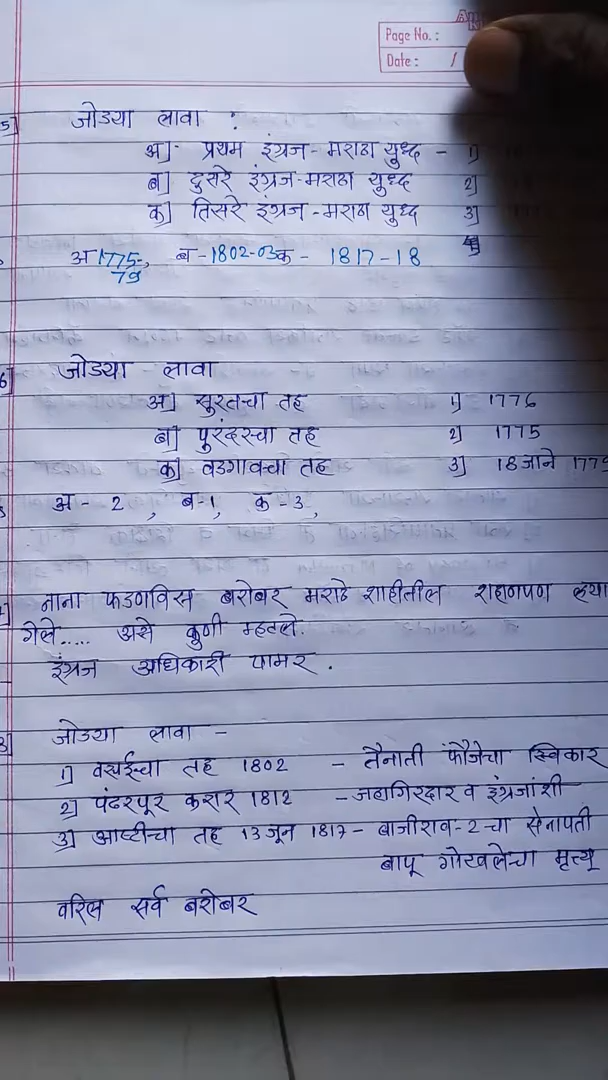 Page No. :
Date : /
5] जोड्या लावा :
अ] प्रथम इंग्रज-मराठा युध्द - 1)
ब] दुसरे इंग्रज-मराठा युध्द 2]
क] तिसरे इंग्रज-मराठा युध्द 3]
अ 1775-79, ब-1802-03 क- 1817-18
6] जोड्या लावा
अ] सुरतचा तह 1) 1776
ब] पुरंदरचा तह 2) 1775
क] वडगावचा तह 3) 18 जाने 1779
अ - 2 , ब-1, क-3,
नाना फडणविस बरोबर मराठे शाहीतील शहाणपण लया
गेले..... असे कुणी म्हटले.
इंग्रज अधिकारी पामर .
जोड्या लावा -
1) वसईचा तह 1802 - तैनाती फौजेचा स्विकार
2) पंढरपूर करार 1812 - जहागिरदार व इंग्रजांशी
3) आष्टीचा तह 13 जून 1817 - बाजीराव-2 चा सेनापती
बापू गोखलेचा मृत्यू
वरिल सर्व बरोबर